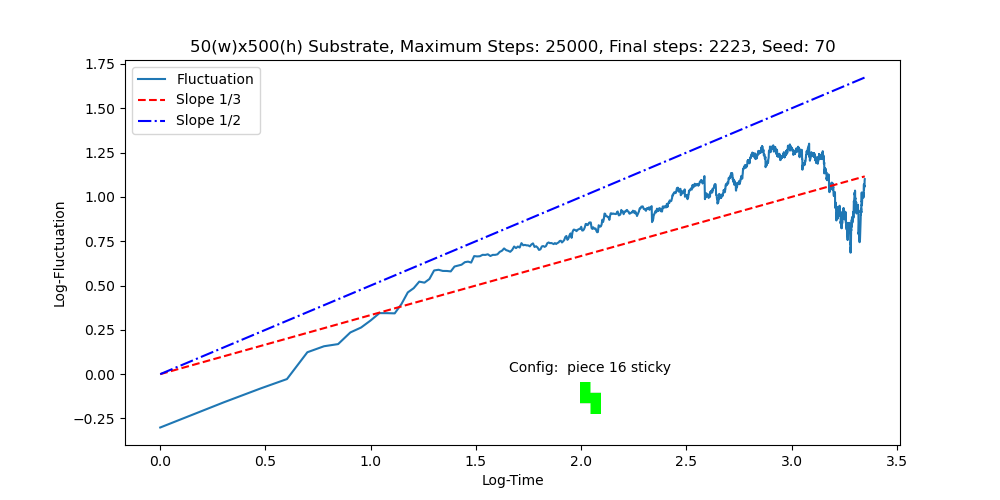 50(w)x500(h) Substrate, Maximum Steps: 25000, Final steps: 2223, Seed: 70
Fluctuation
Slope 1/3
Slope 1/2
1.75
1.50
1.25
1.00
0.75
0.50
0.25
0.00
−0.25
Log-Fluctuation
Config:  piece 16 sticky
0.0 0.5 1.0 1.5 2.0 2.5 3.0 3.5
Log-Time